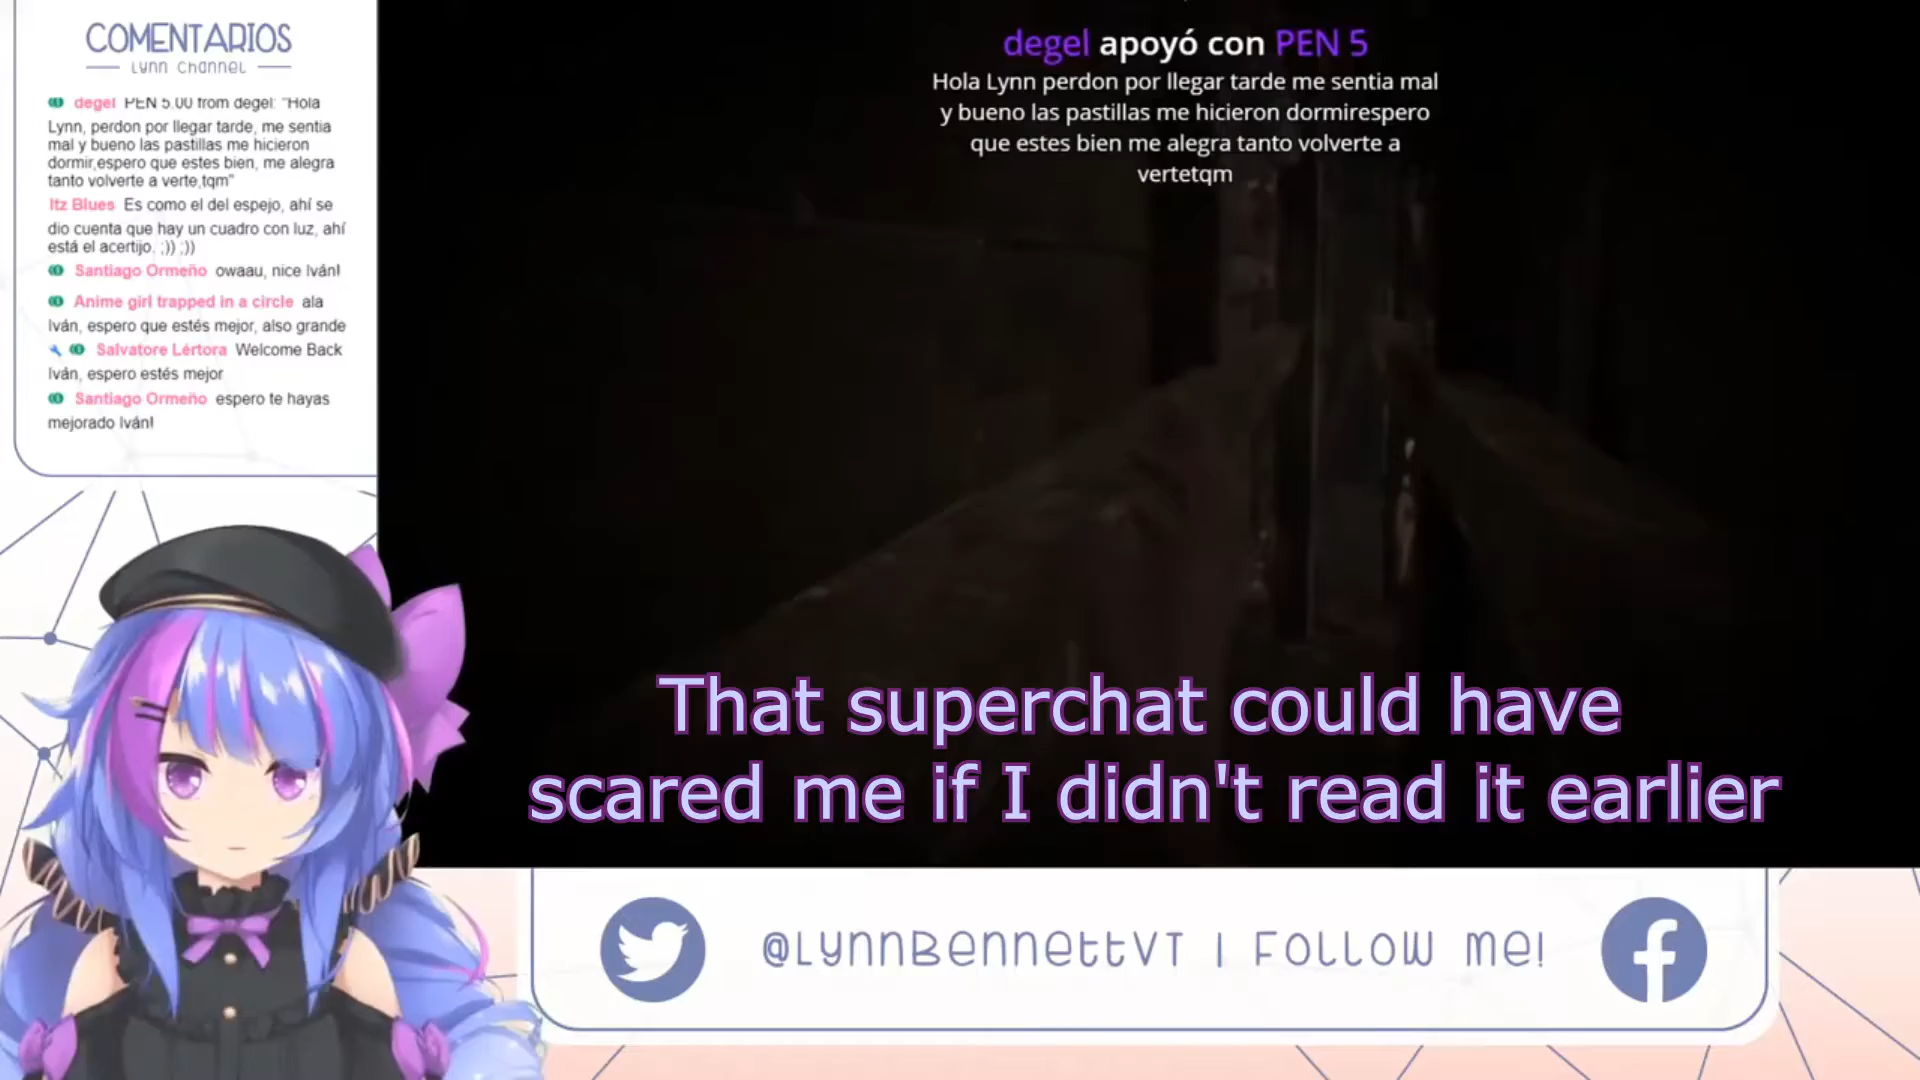 COMENTARIOS
Lynn Channel
degel PEN 5.00 from degel: "Hola
Lynn, perdon por llegar tarde, me sentia
mal y bueno las pastillas me hicieron
dormir,espero que estes bien, me alegra
tanto volverte a verte,tqm"
Itz Blues Es como el del espejo, ahí se
dio cuenta que hay un cuadro con luz, ahí
está el acertijo. ;)) ;))
Santiago Ormeño owaau, nice Iván!
Anime girl trapped in a circle ala
Iván, espero que estés mejor, also grande
Salvatore Lértora Welcome Back
Iván, espero estés mejor
Santiago Ormeño espero te hayas
mejorado Iván!
degel apoyó con PEN 5
Hola Lynn perdon por llegar tarde me sentia mal
y bueno las pastillas me hicieron dormirespero
que estes bien me alegra tanto volverte a
vertetqm
That superchat could have
scared me if I didn't read it earlier
@LynnBennettVT | Follow me!